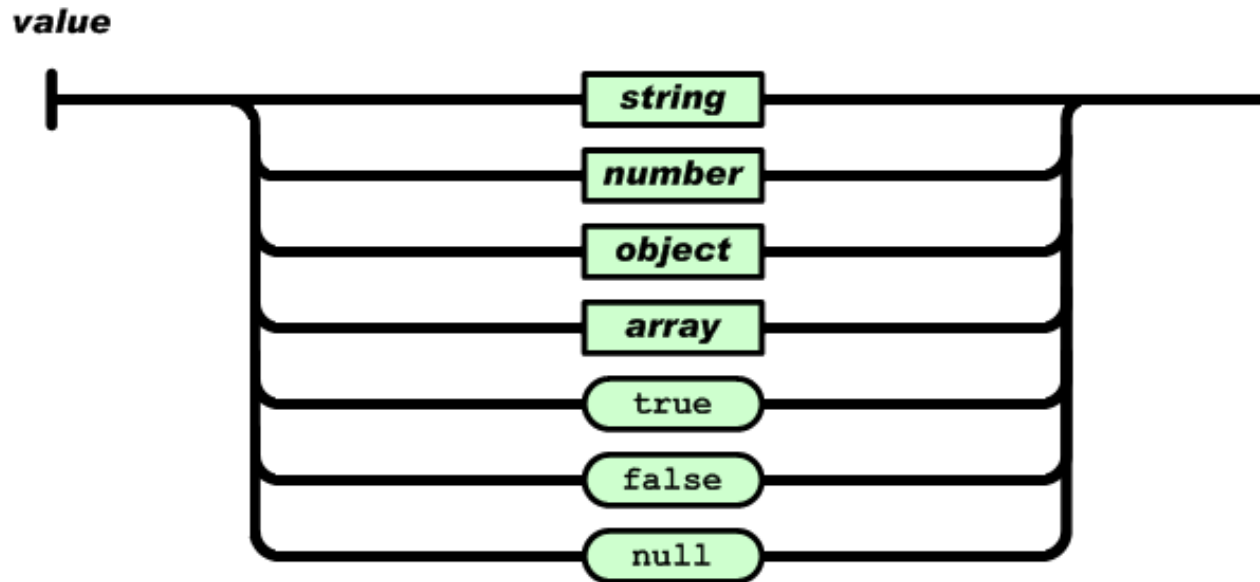 value
string
number
object
array
true
false
null